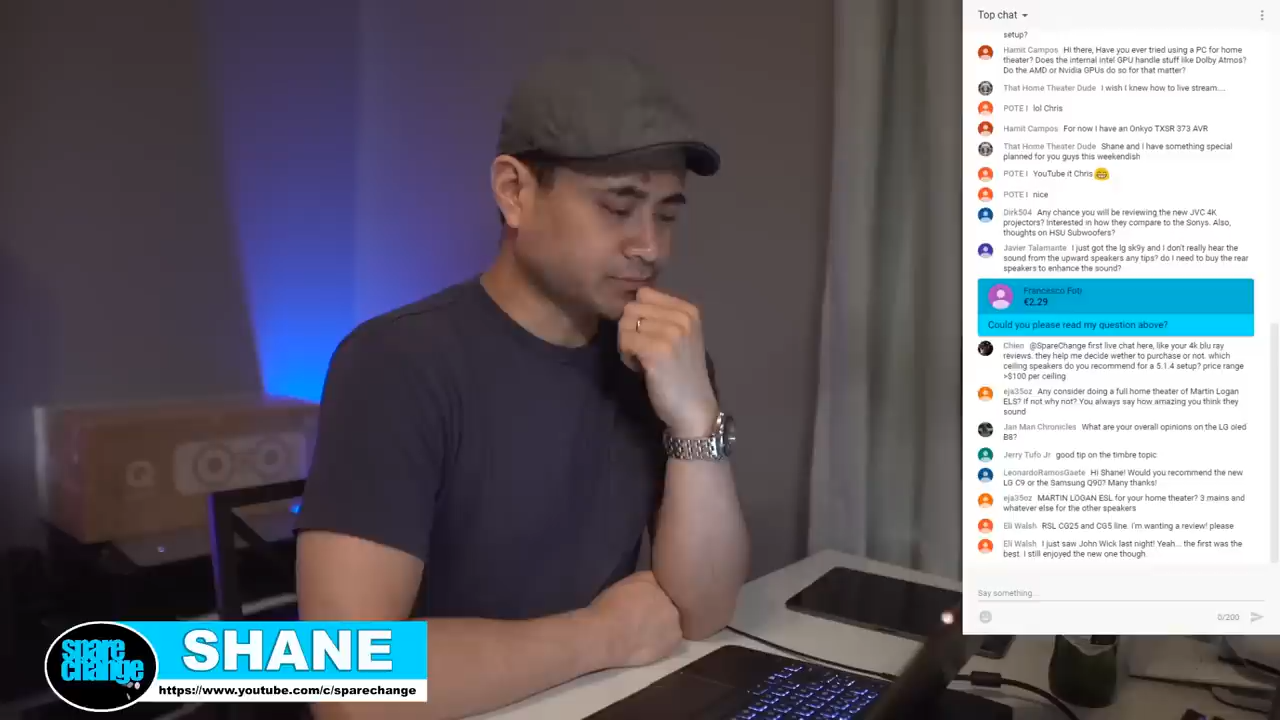 Top chat
setup?
Hamit Campos Hi there, Have you ever tried using a PC for home
theater? Does the internal intel GPU handle stuff like Dolby Atmos?
Do the AMD or Nvidia GPUs do so for that matter?
That Home Theater Dude I wish I knew how to live stream....
POTE I lol Chris
Hamit Campos For now I have an Onkyo TXSR 373 AVR
That Home Theater Dude Shane and I have something special
planned for you guys this weekendish
POTE I YouTube it Chris 😂
POTE I nice
Dirk504 Any chance you will be reviewing the new JVC 4K
projectors? Interested in how they compare to the Sonys. Also,
thoughts on HSU Subwoofers?
Javier Talamante I just got the lg sk9y and I don't really hear the
sound from the upward speakers any tips? do I need to buy the rear
speakers to enhance the sound?
Francesco Foti
€2.29
Could you please read my question above?
Chien @SpareChange first live chat here, like your 4k blu ray
reviews. they help me decide wether to purchase or not. which
ceiling speakers do you recommend for a 5.1.4 setup? price range
>$100 per ceiling
eja35oz Any consider doing a full home theater of Martin Logan
ELS? If not why not? You always say how amazing you think they
sound
Jan Man Chronicles What are your overall opinions on the LG oled
B8?
Jerry Tufo Jr good tip on the timbre topic
LeonardoRamosGaete Hi Shane! Would you recommend the new
LG C9 or the Samsung Q90? Many thanks!
eja35oz MARTIN LOGAN ESL for your home theater? 3 mains and
whatever else for the other speakers
Eli Walsh RSL CG25 and CG5 line. i'm wanting a review! please
Eli Walsh I just saw John Wick last night! Yeah... the first was the
best. I still enjoyed the new one though.
Say something...
0/200
Q
spare
change
SHANE
https://www.youtube.com/c/sparechange